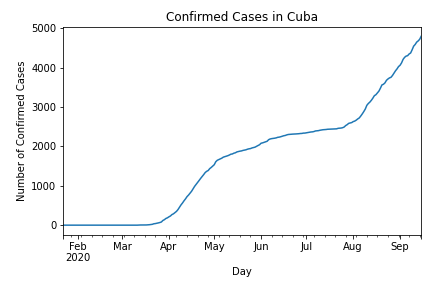 Confirmed Cases in Cuba
Number of Confirmed Cases
5000
4000
3000
2000
1000
0
Feb Mar Apr May Jun Jul Aug Sep
2020
Day